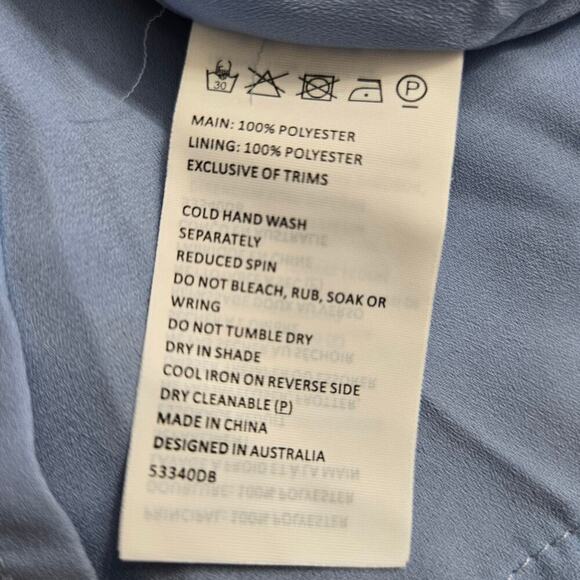 30 P
MAIN: 100% POLYESTER
LINING: 100% POLYESTER
EXCLUSIVE OF TRIMS
COLD HAND WASH
SEPARATELY
REDUCED SPIN
DO NOT BLEACH, RUB, SOAK OR
WRING
DO NOT TUMBLE DRY
DRY IN SHADE
COOL IRON ON REVERSE SIDE
DRY CLEANABLE (P)
MADE IN CHINA
DESIGNED IN AUSTRALIA
53340DB